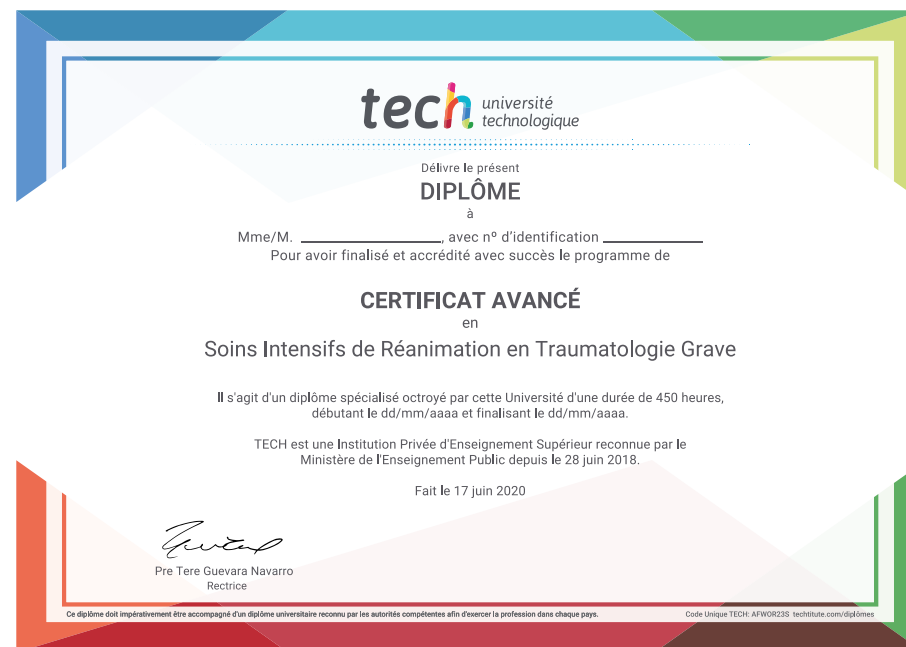 tech université
technologique
Délivre le présent
DIPLÔME
à
Mme/M. ____________________, avec nº d'identification ______________
Pour avoir finalisé et accrédité avec succès le programme de
CERTIFICAT AVANCÉ
en
Soins Intensifs de Réanimation en Traumatologie Grave
Il s'agit d'un diplôme spécialisé octroyé par cette Université d'une durée de 450 heures,
débutant le dd/mm/aaaa et finalisant le dd/mm/aaaa.
TECH est une Institution Privée d'Enseignement Supérieur reconnue par le
Ministère de l'Enseignement Public depuis le 28 juin 2018.
Fait le 17 juin 2020
Pre Tere Guevara Navarro
Rectrice
Ce diplôme doit impérativement être accompagné d'un diplôme universitaire reconnu par les autorités compétentes afin d'exercer la profession dans chaque pays.
Code Unique TECH: AFWOR23S techtitute.com/diplômes